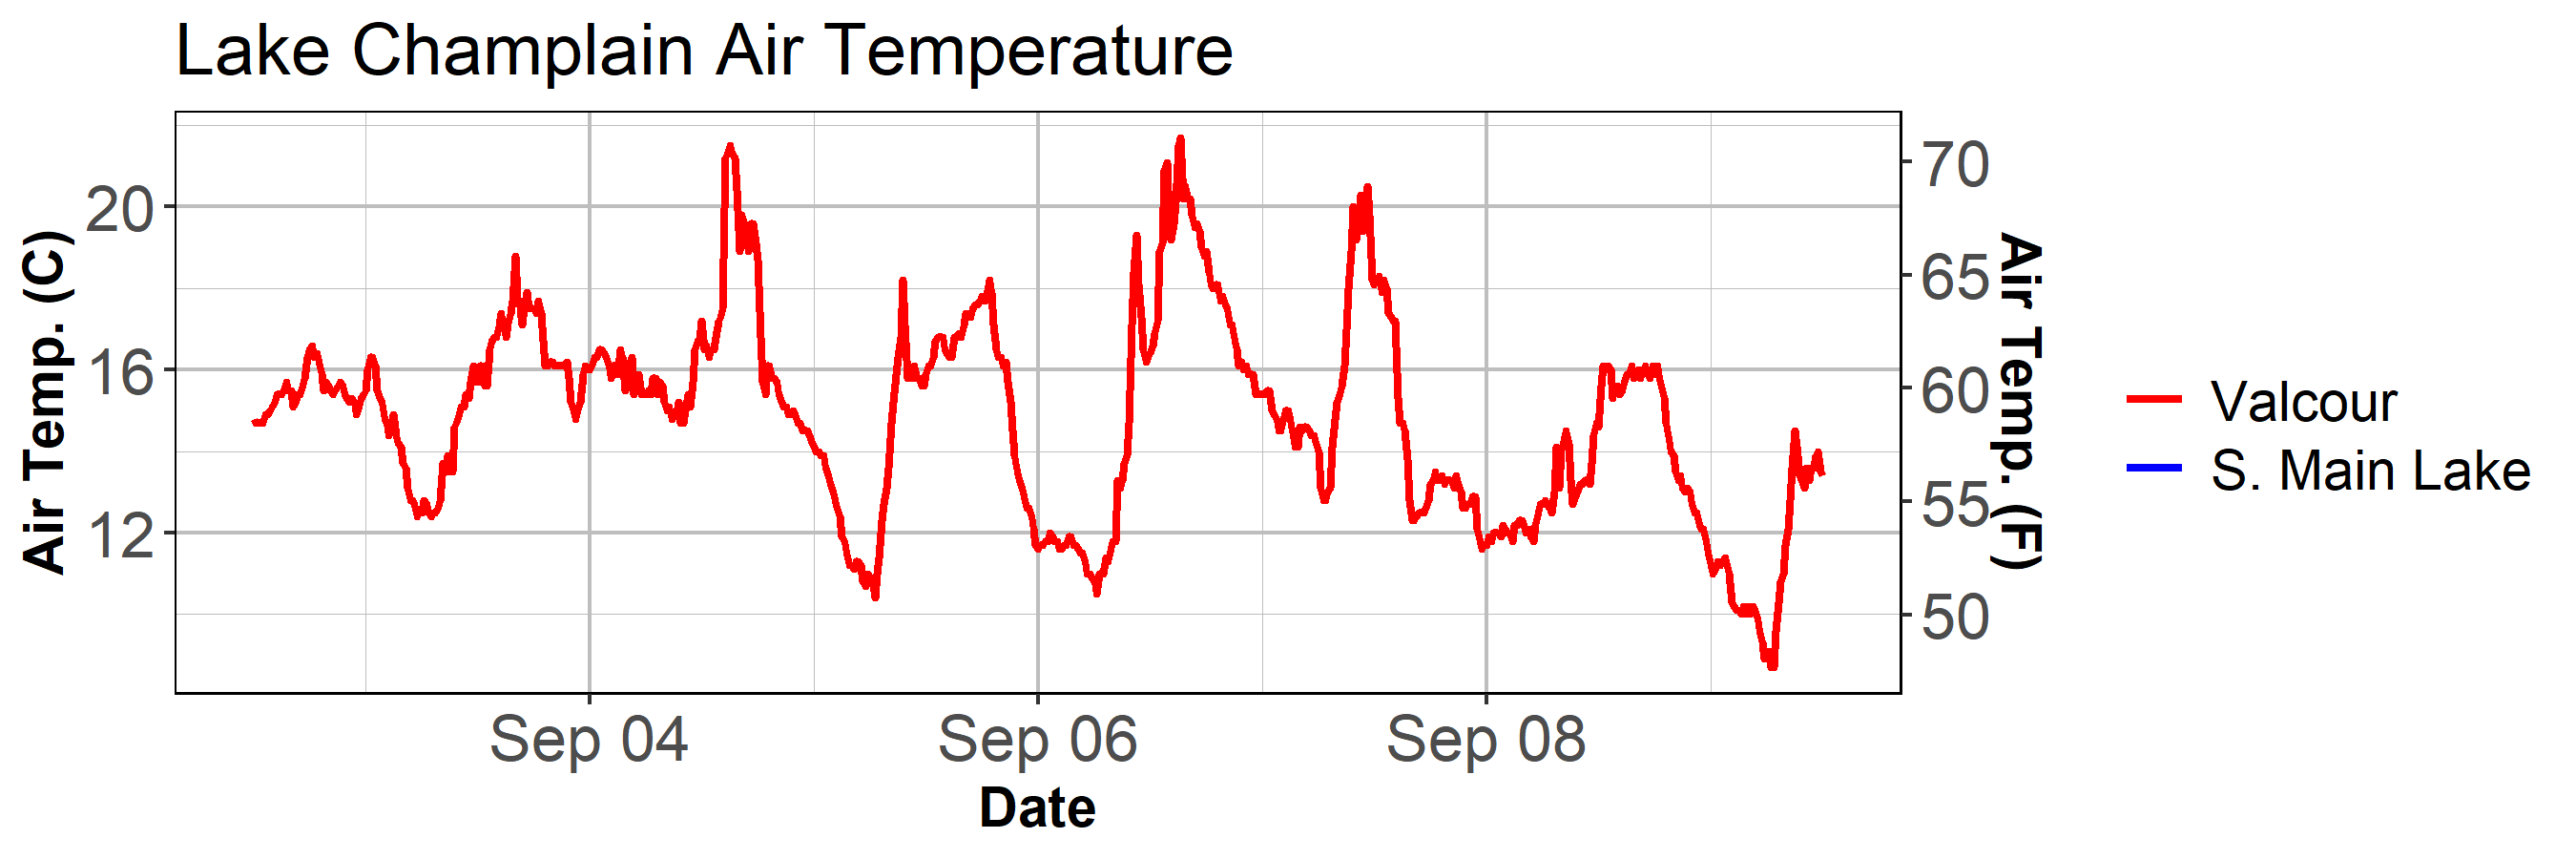 Lake Champlain Air Temperature
Air Temp. (C)
20
16
12
70
65
60
55
50
Air Temp. (F)
Sep 04
Sep 06
Sep 08
Date
Valcour
S. Main Lake